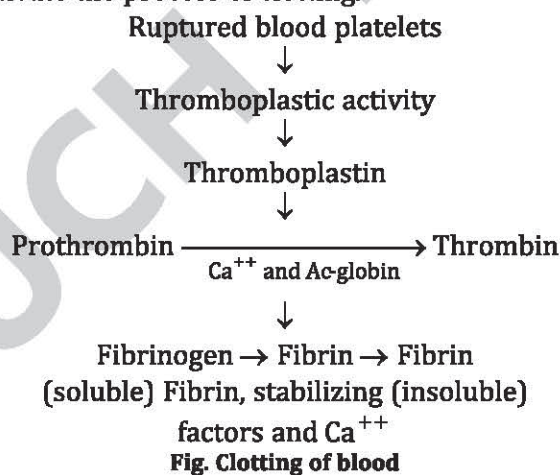 Ruptured blood platelets
↓
Thromboplastic activity
↓
Thromboplastin
↓
Prothrombin → Thrombin
Ca⁺⁺ and Ac-globin
↓
Fibrinogen → Fibrin → Fibrin
(soluble) Fibrin, stabilizing (insoluble)
factors and Ca⁺⁺
Fig. Clotting of blood